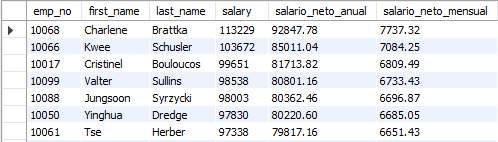 emp_no first_name last_name salary salario_neto_anual salario_neto_mensual
10068 Charlene Brattka 113229 92847.78 7737.32
10066 Kwee Schusler 103672 85011.04 7084.25
10017 Cristinel Bouloucos 99651 81713.82 6809.49
10099 Valter Sullins 98538 80801.16 6733.43
10088 Jungsoon Syrzycki 98003 80362.46 6696.87
10050 Yinghua Dredge 97830 80220.60 6685.05
10061 Tse Herber 97338 79817.16 6651.43